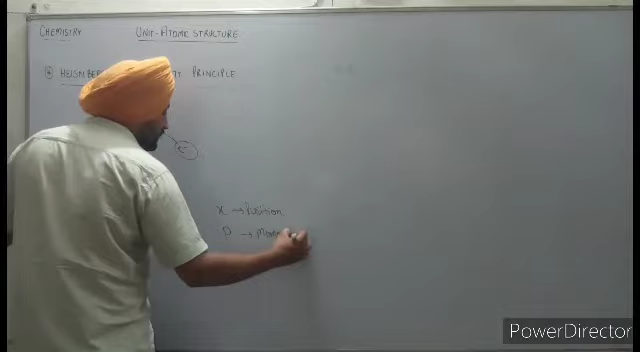 CHEMISTRY
UNIT-ATOMIC STRUCTURE
PRINCIPLE
e-
x → Position
P →
PowerDirector